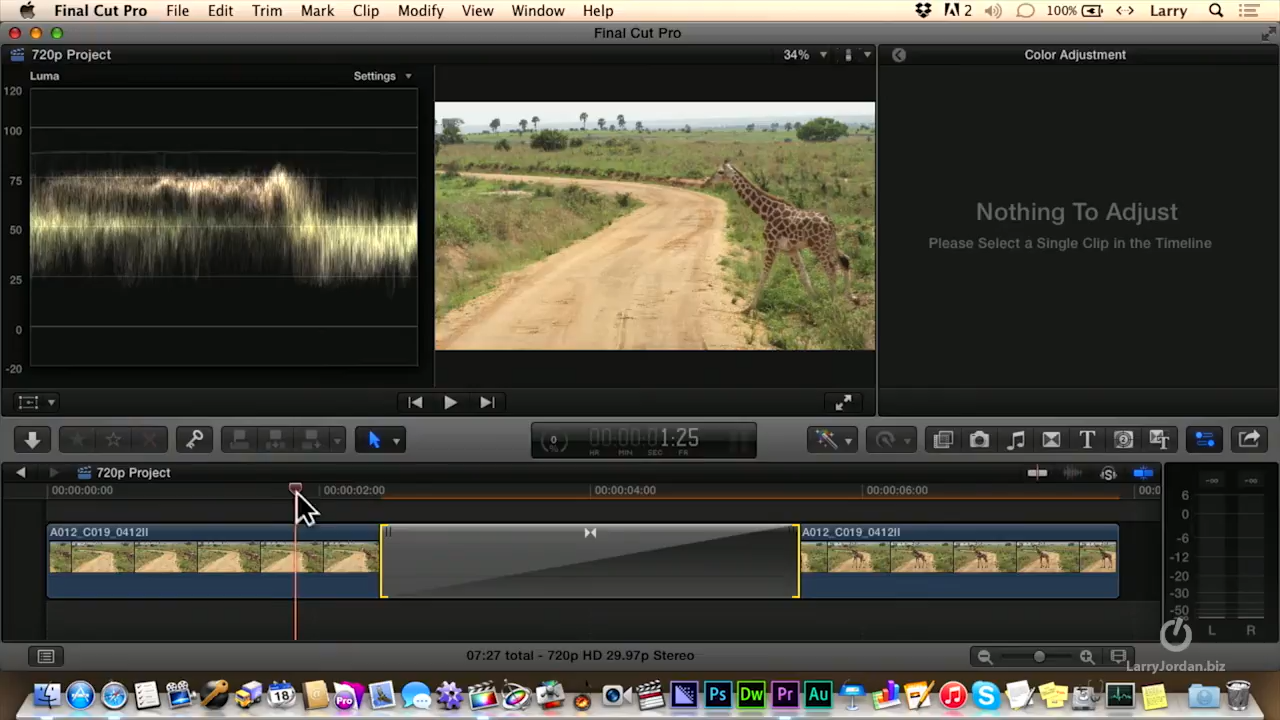 Final Cut Pro File Edit Trim Mark Clip Modify View Window Help 2 100% Larry
Final Cut Pro
720p Project 34% Color Adjustment
Luma Settings
120
100
75
50
25
0
-20
Nothing To Adjust
Please Select a Single Clip in the Timeline
00:00:00:01:25
HR MIN SEC FR
720p Project
00:00:00:00 00:00:02:00 00:00:04:00 00:00:06:00
A012_C019_0412II A012_C019_0412II
-∞ -∞
6
0
-6
-12
-20
-30
-50
L R
07:27 total - 720p HD 29.97p Stereo
LarryJordan.biz
18 Pro Ps Dw Pr Au